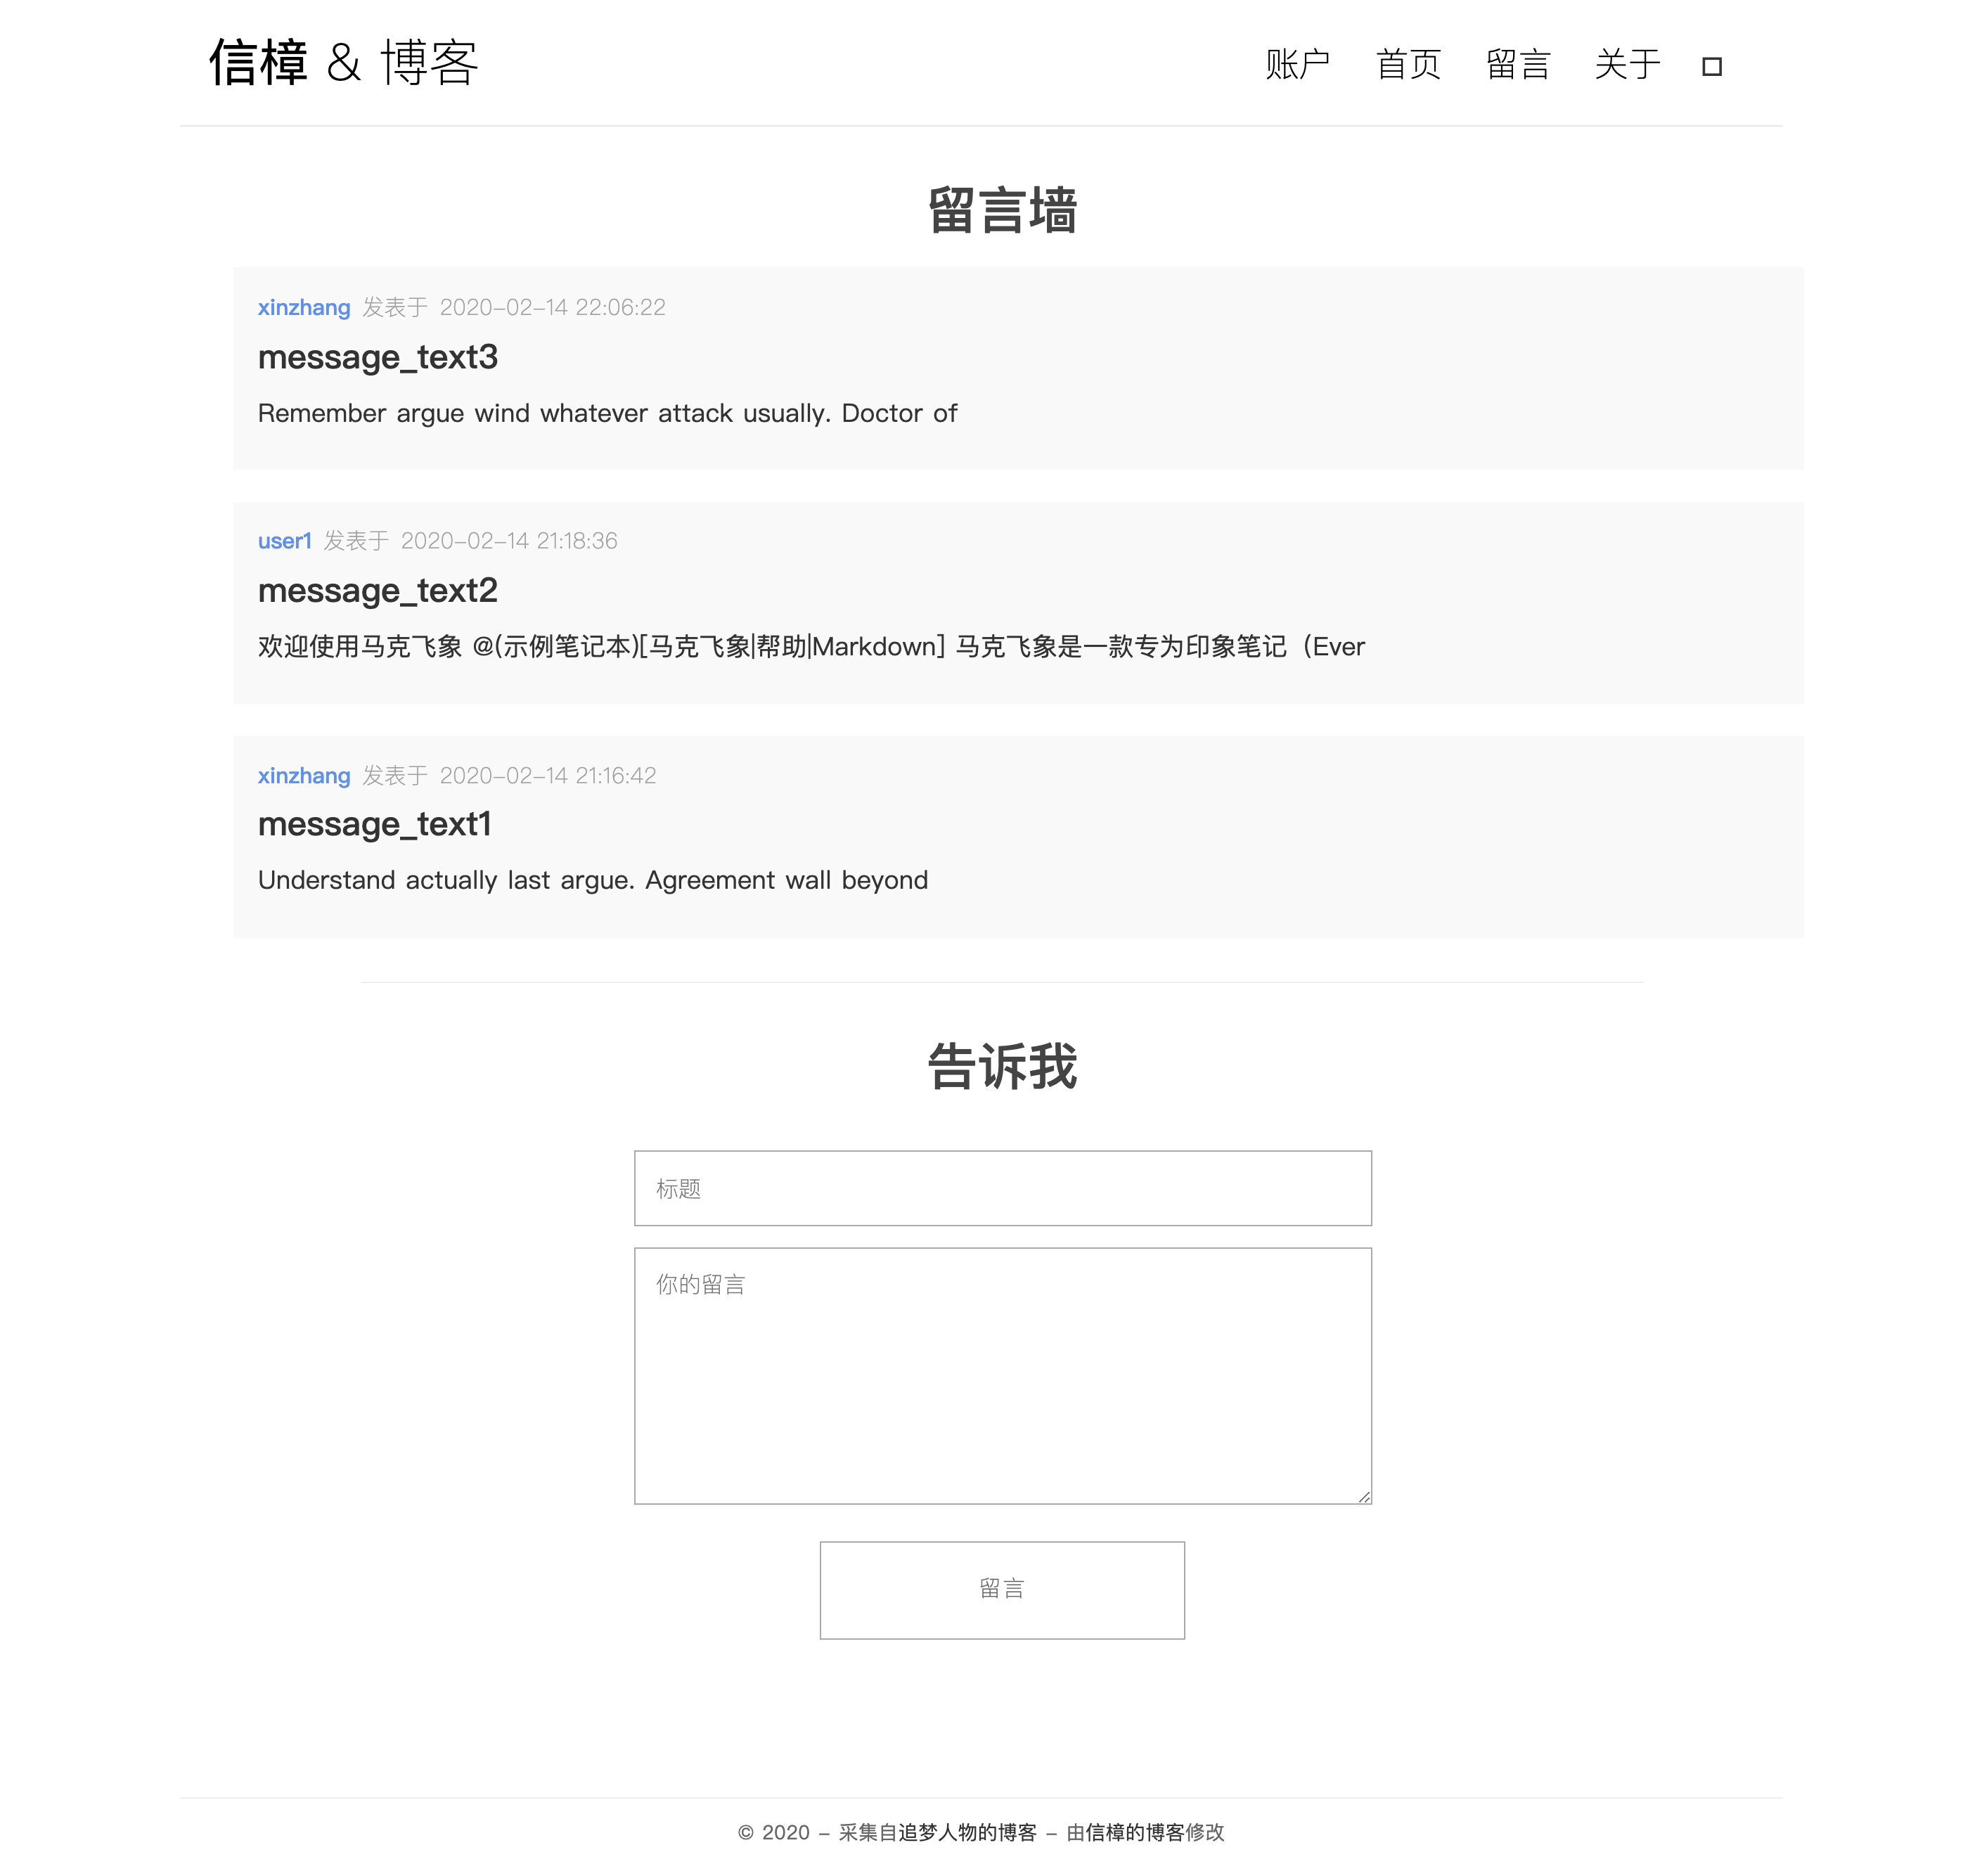 信樟 & 博客
账户 首页 留言 关于
留言墙
xinzhang 发表于 2020-02-14 22:06:22
message_text3
Remember argue wind whatever attack usually. Doctor of
user1 发表于 2020-02-14 21:18:36
message_text2
欢迎使用马克飞象 @(示例笔记本)[马克飞象|帮助|Markdown] 马克飞象是一款专为印象笔记（Ever
xinzhang 发表于 2020-02-14 21:16:42
message_text1
Understand actually last argue. Agreement wall beyond
告诉我
标题
你的留言
留言
© 2020 – 采集自追梦人物的博客 – 由信樟的博客修改